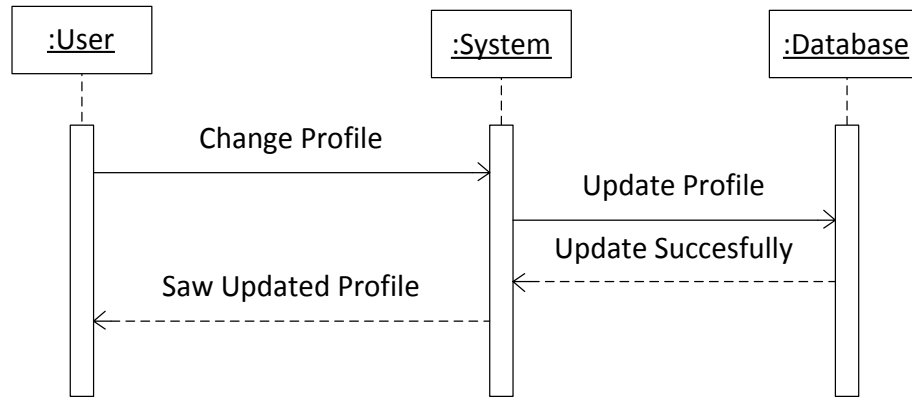 :User
:System
:Database
Change Profile
Update Profile
Update Succesfully
Saw Updated Profile